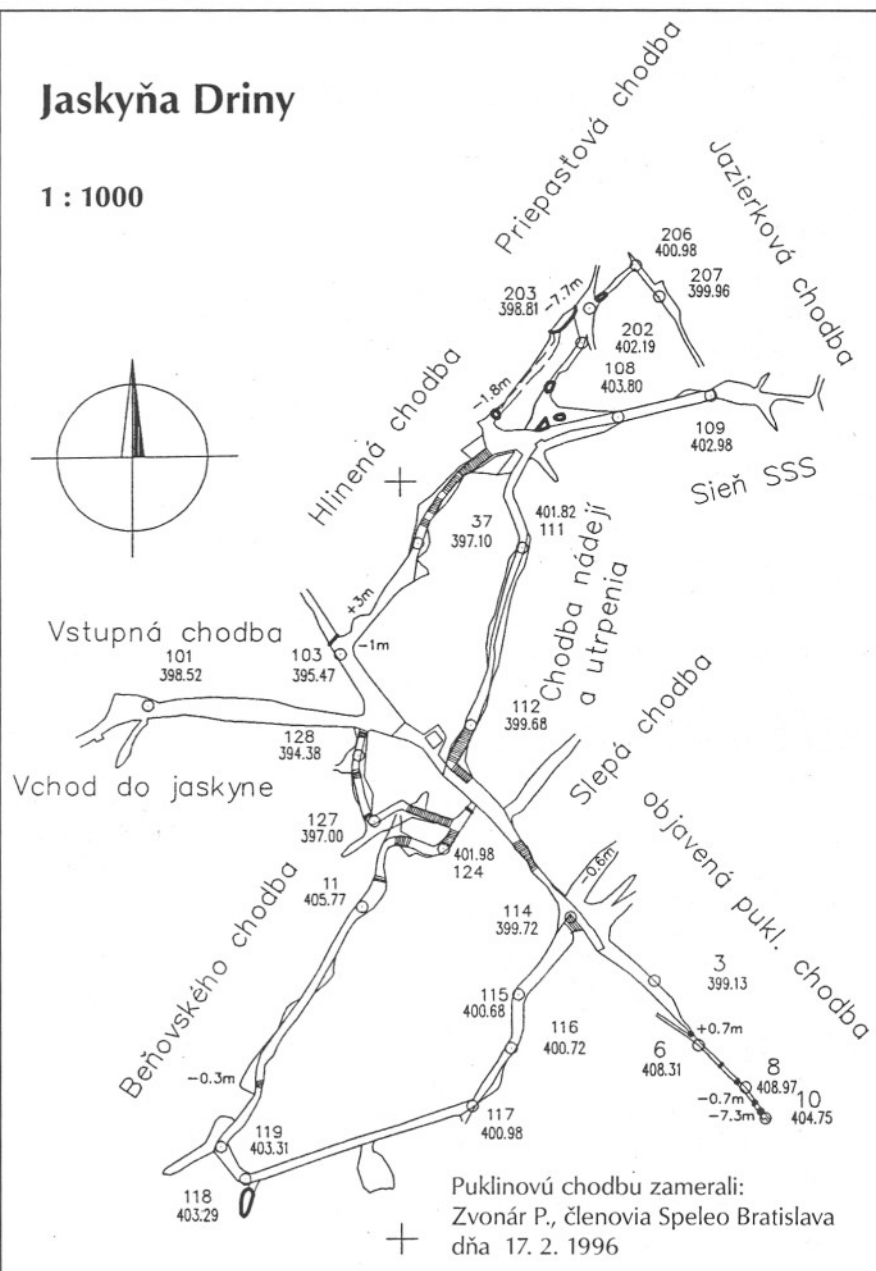 Jaskyňa Driny
1 : 1000
Priepasťová chodba
Jazierková chodba
206
400.98
207
399.96
203
398.81
-7.7m
202
402.19
108
403.80
-1.8m
109
402.98
Sieň SSS
Hlinená chodba
37
397.10
401.82
111
Chodba nádejí
a utrpenia
+3m
-1m
Vstupná chodba
101
398.52
103
395.47
112
399.68
128
394.38
Slepá chodba
Vchod do jaskyne
127
397.00
401.98
124
objavená pukl. chodba
-0.6m
11
405.77
114
399.72
Beňovského chodba
3
399.13
115
400.68
116
400.72
+0.7m
6
408.31
8
408.97
-0.3m
-0.7m
10
404.75
-7.3m
117
400.98
119
403.31
118
403.29
Puklinovú chodbu zamerali:
Zvonár P., členovia Speleo Bratislava
dňa 17. 2. 1996